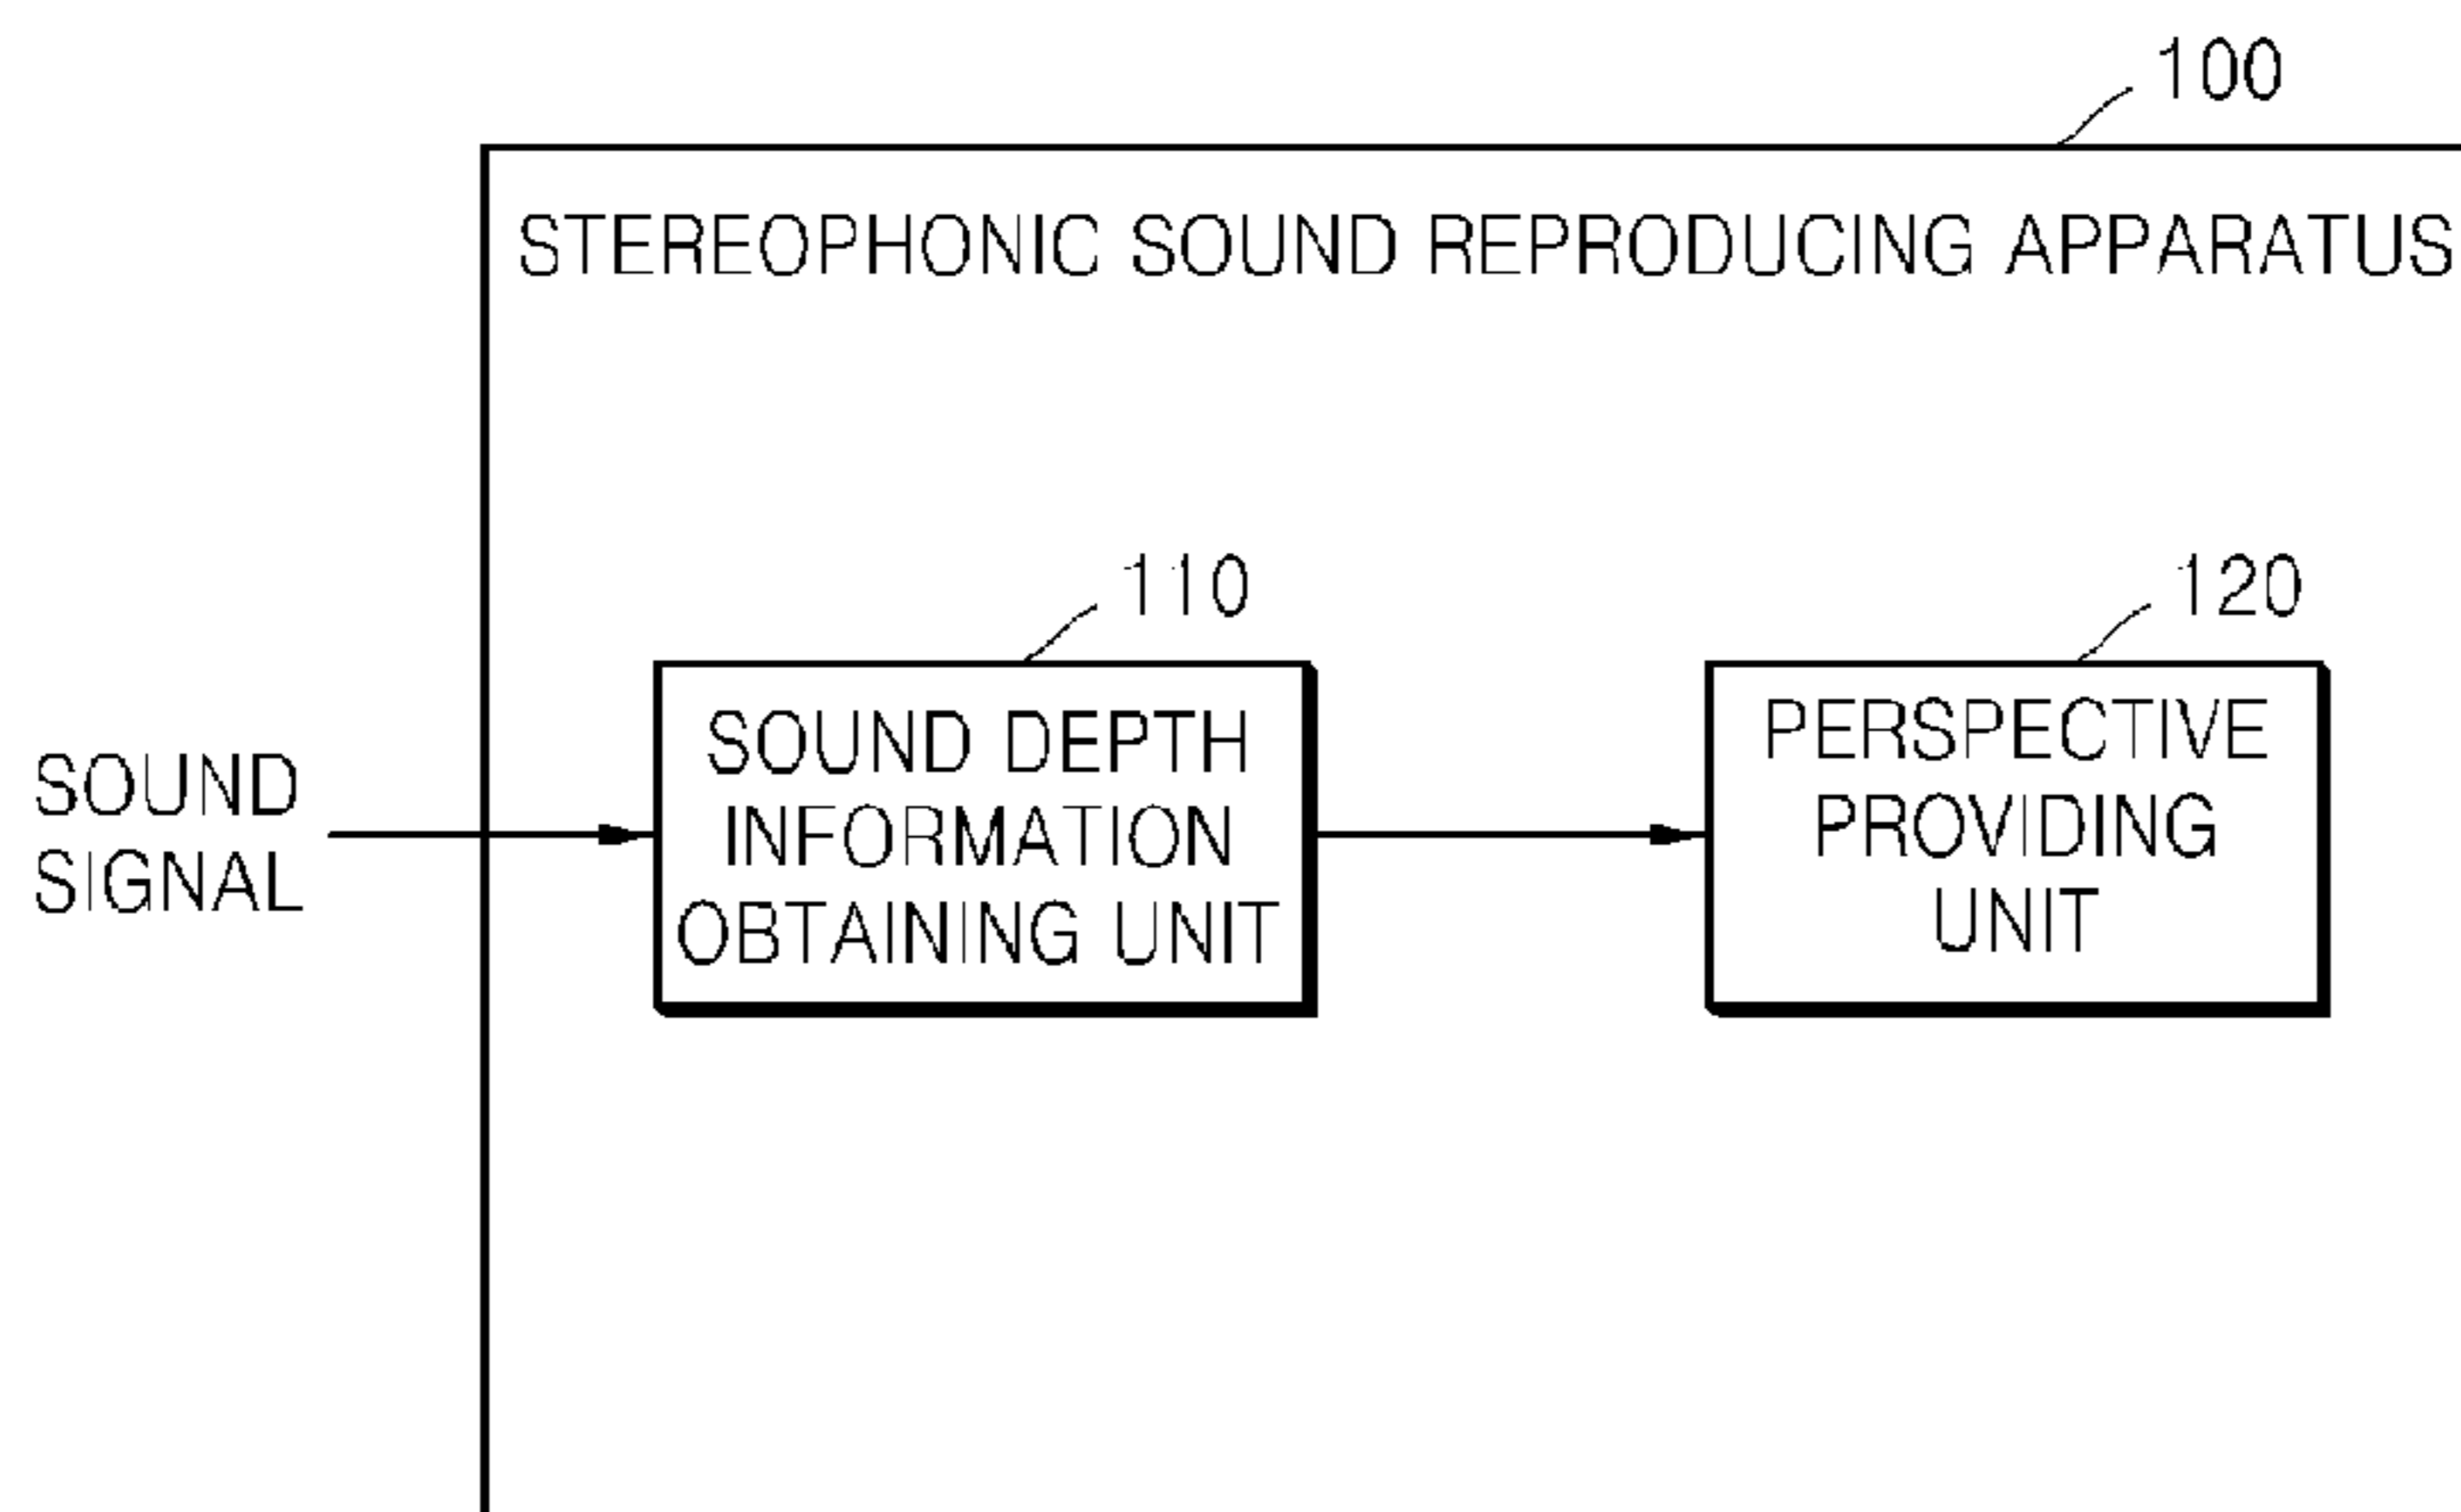 100
STEREOPHONIC SOUND REPRODUCING APPARATUS
110
120
SOUND
SIGNAL
SOUND DEPTH
INFORMATION
OBTAINING UNIT
PERSPECTIVE
PROVIDING
UNIT